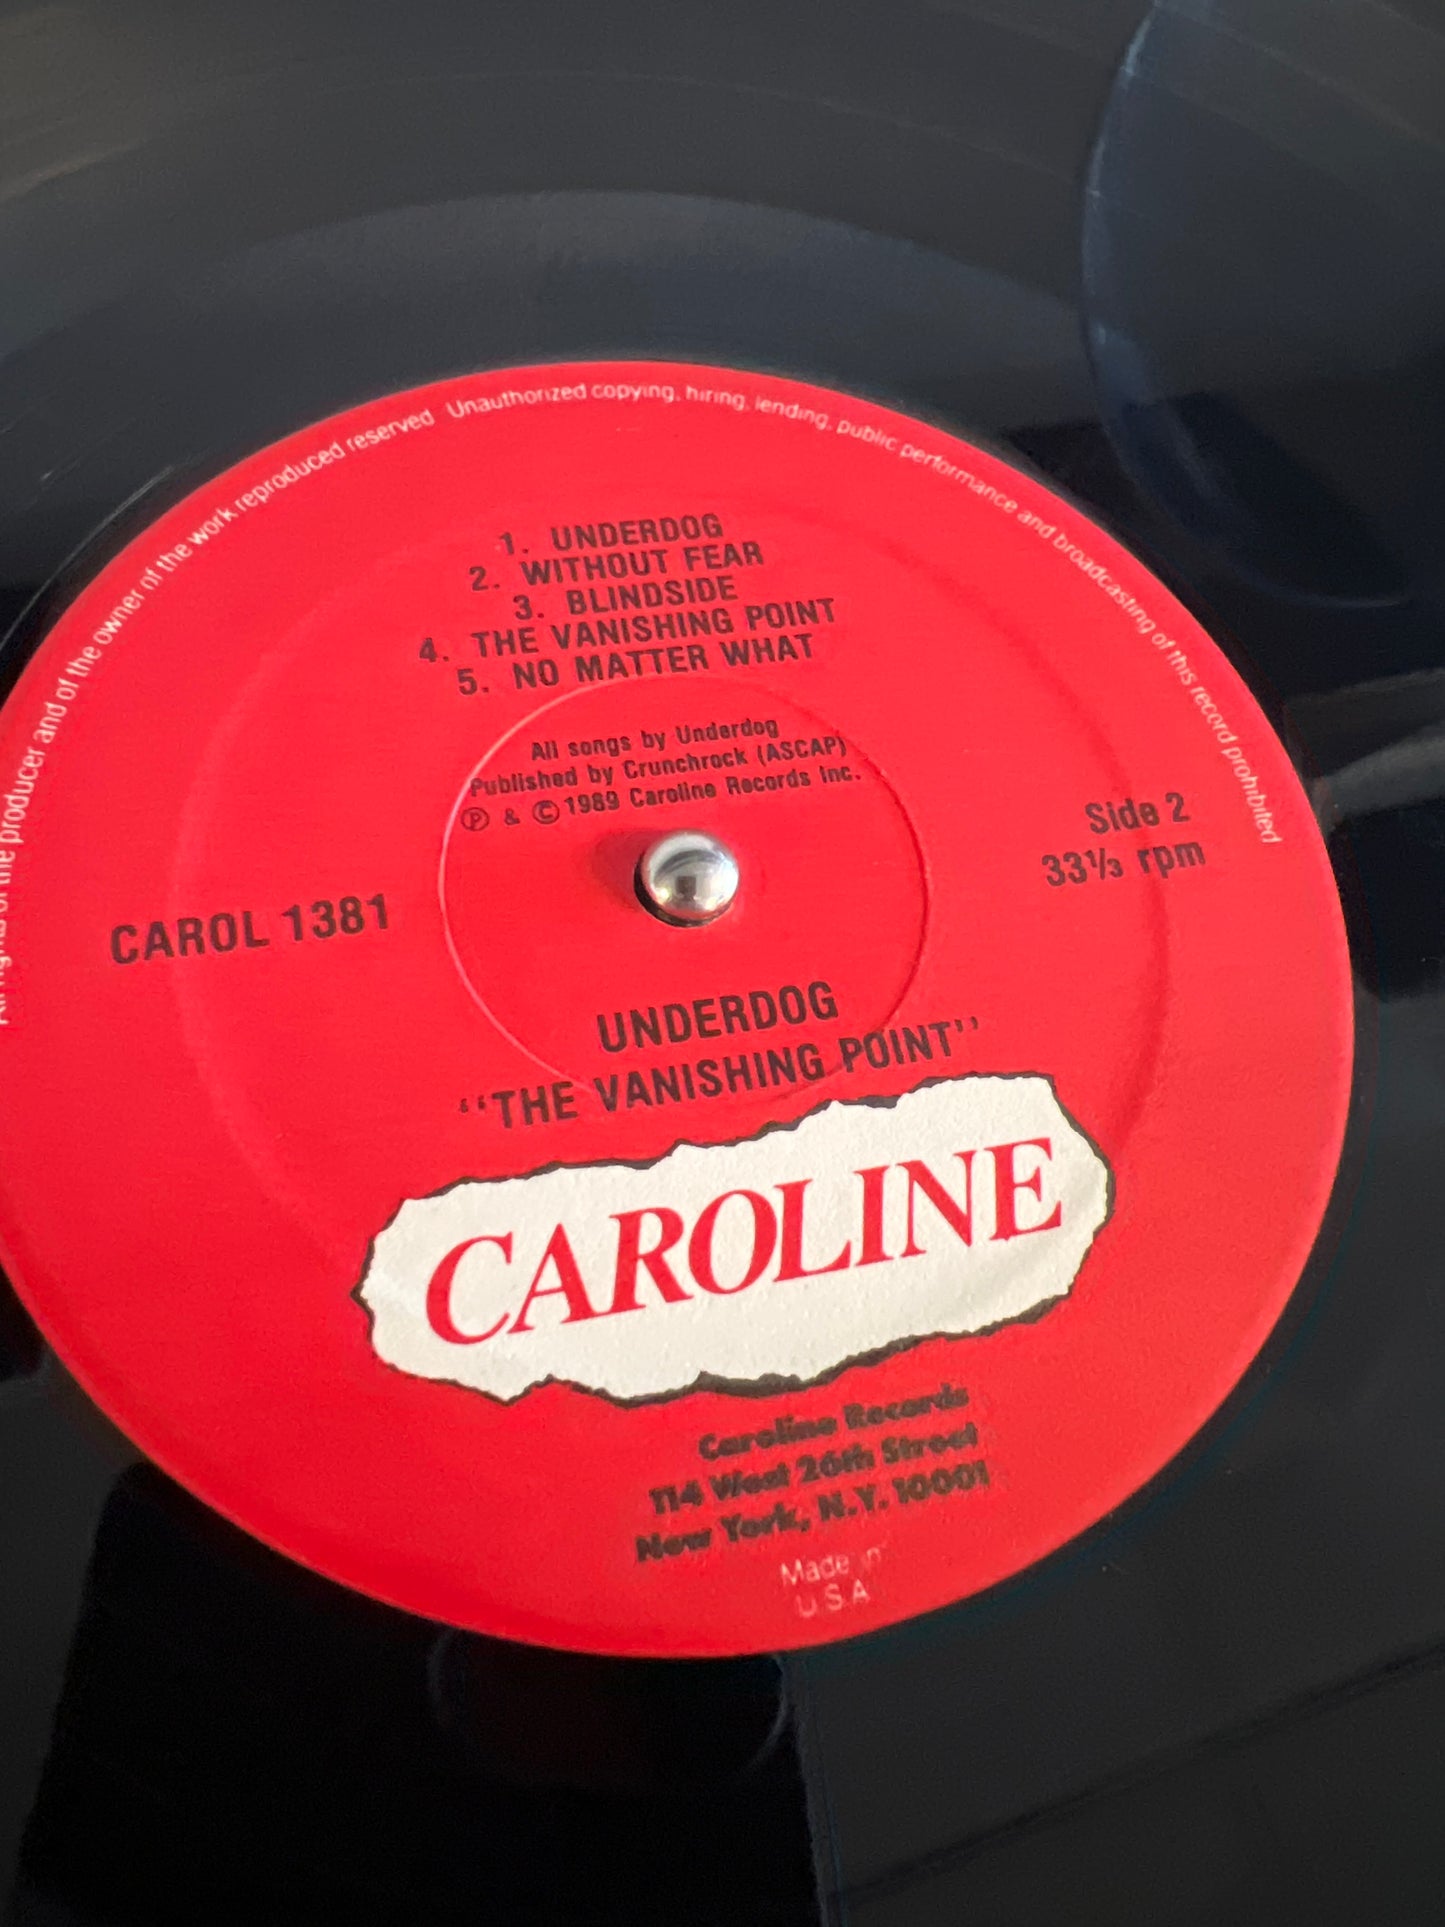 All rights of the producer and of the owner of the work reproduced reserved Unauthorized copying, hiring, lending, public performance and broadcasting of this record prohibited
1. UNDERDOG
2. WITHOUT FEAR
3. BLINDSIDE
4. THE VANISHING POINT
5. NO MATTER WHAT
All songs by Underdog
Published by Crunchrock (ASCAP)
Ⓟ & © 1989 Caroline Records Inc.
Side 2
33⅓ rpm
CAROL 1381
UNDERDOG
“THE VANISHING POINT”
CAROLINE
Caroline Records
114 West 26th Street
New York, N.Y. 10001
Made in
U.S.A